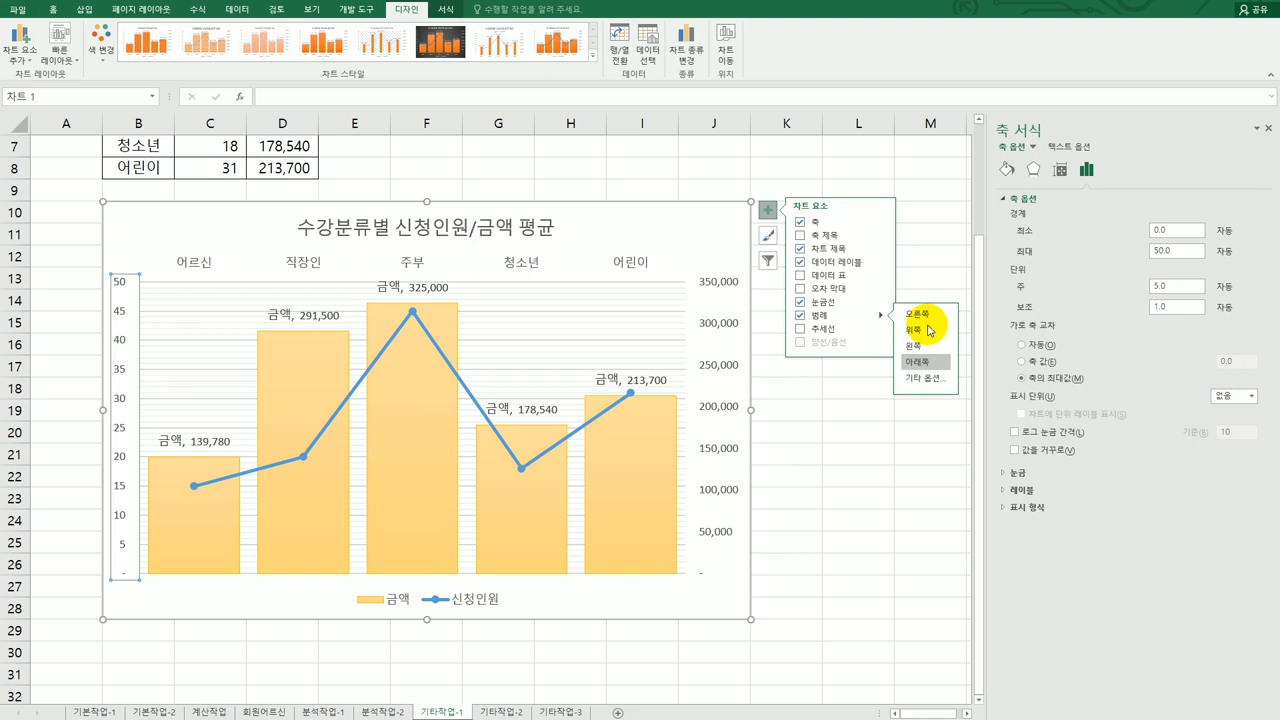 파일 홈 삽입 페이지 레이아웃 수식 데이터 검토 보기 개발 도구 디자인 서식 수행할 작업을 알려 주세요. 공유
차트 요소 추가 빠른 레이아웃 색 변경 행/열 전환 데이터 선택 차트 종류 변경 차트 이동
차트 레이아웃 차트 스타일 데이터 종류 위치
차트 1 fx
A B C D E F G H I J K L M
7 청소년 18 178,540
8 어린이 31 213,700
9
10
11
12
13
14
15
16
17
18
19
20
21
22
23
24
25
26
27
28
29
30
31
32
수강분류별 신청인원/금액 평균
어르신 직장인 주부 청소년 어린이
50
45
40
35
30
25
20
15
10
5
-
350,000
300,000
250,000
200,000
150,000
100,000
50,000
-
금액, 139,780
금액, 291,500
금액, 325,000
금액, 178,540
금액, 213,700
금액 신청인원
차트 요소
축
축 제목
차트 제목
데이터 레이블
데이터 표
오차 막대
눈금선
범례
추세선
양선/음선
오른쪽
위쪽
왼쪽
아래쪽
기타 옵션...
축 서식
축 옵션 텍스트 옵션
축 옵션
경계
최소 0.0 자동
최대 50.0 자동
단위
주 5.0 자동
보조 1.0 자동
가로 축 교차
자동(O)
축 값(E) 0.0
축의 최대값(M)
표시 단위(U) 없음
차트에 단위 레이블 표시(S)
로그 눈금 간격(L) 기준(B) 10
값을 거꾸로(V)
눈금
레이블
표시 형식
기본작업-1 기본작업-2 계산작업 회원어르신 분석작업-1 분석작업-2 기타작업-1 기타작업-2 기타작업-3